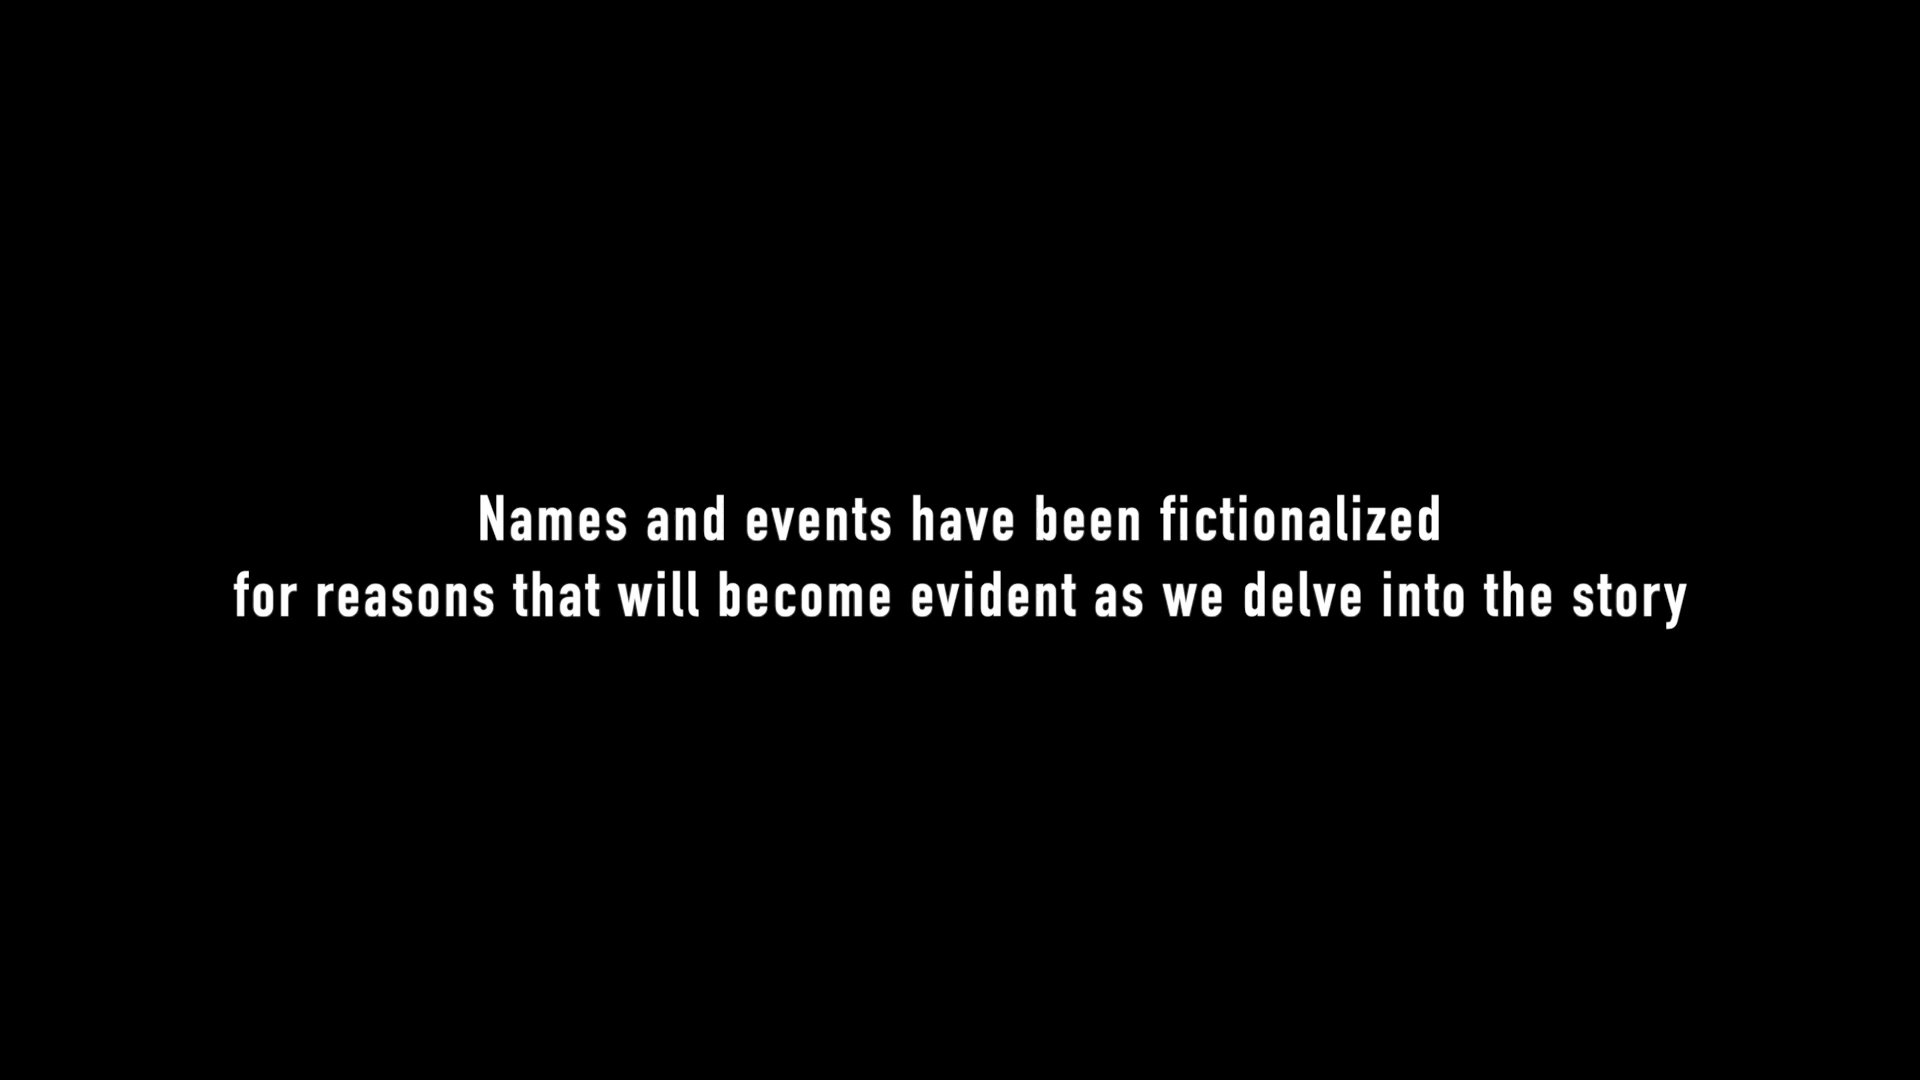 Names and events have been fictionalized
for reasons that will become evident as we delve into the story